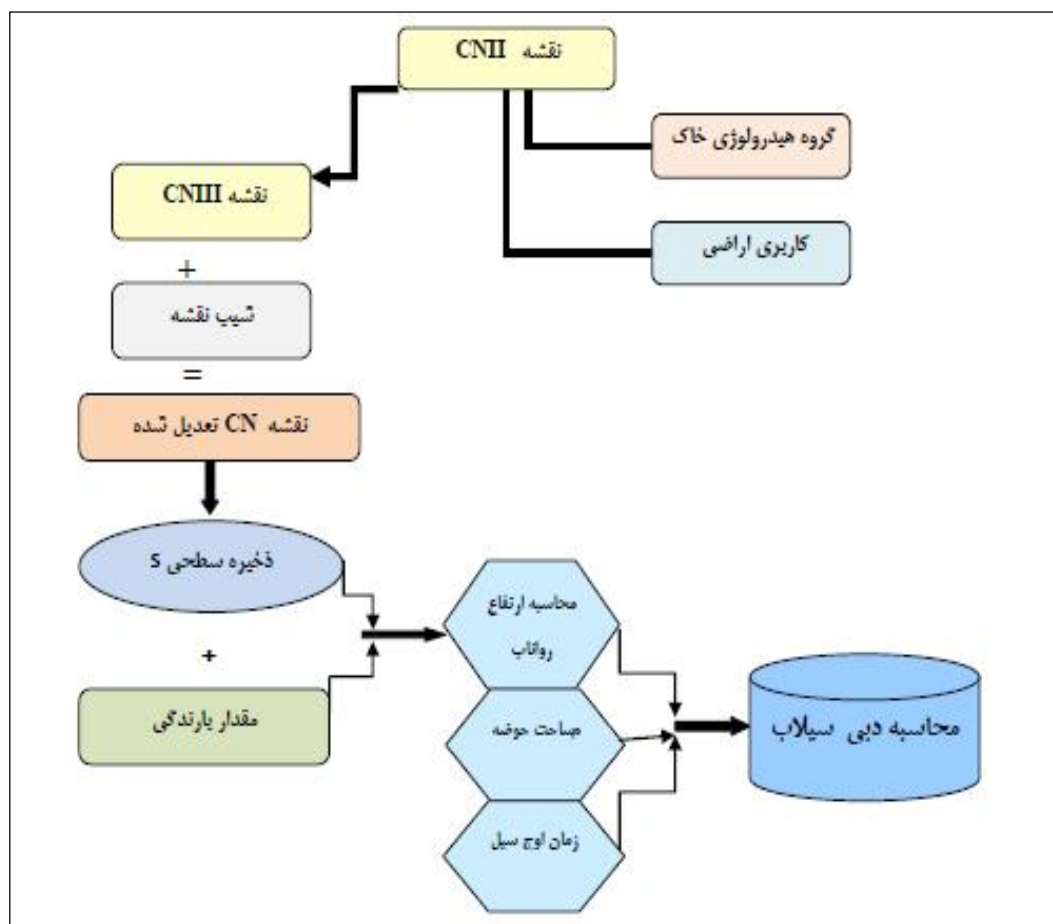 نقشه CNII
گروه هیدرولوژی خاک
نقشه CNIII
کاربری اراضی
+
شیب نقشه
=
نقشه CN تعدیل شده
ذخیره سطحی S
+
مقدار بارندگی
محاسبه ارتفاع
رواناب
مساحت حوضه
زمان اوج سیل
محاسبه دبی سیلاب